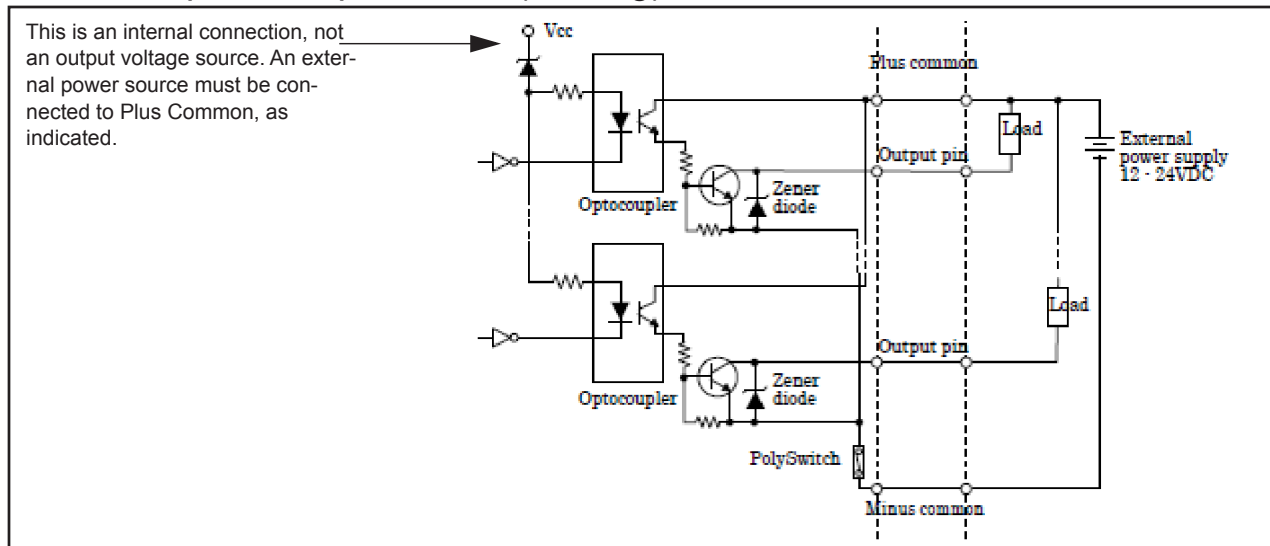 This is an internal connection, not
an output voltage source. An exter-
nal power source must be con-
nected to Plus Common, as
indicated.
Vcc
Plus common
Load
External
power supply
12 - 24VDC
Output pin
Optocoupler
Zener
diode
Load
Output pin
Optocoupler
Zener
diode
PolySwitch
Minus common